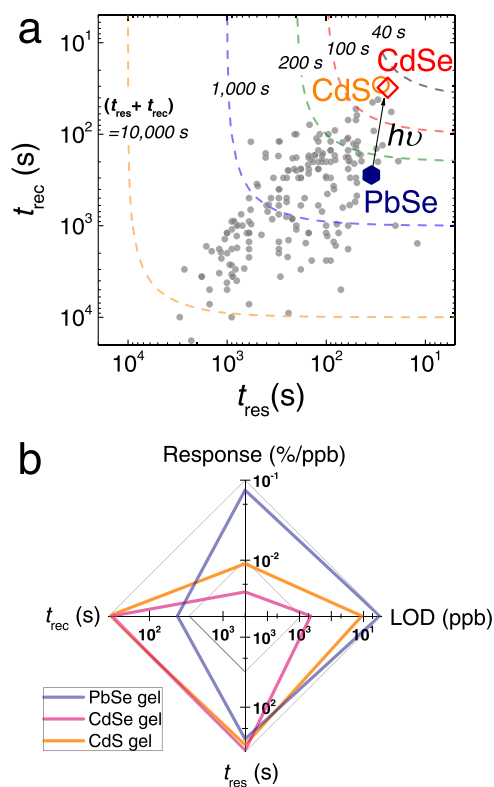 a
10¹
10²
10³
10⁴
t_rec (s)
10⁴
10³
10²
10¹
t_res (s)
(t_res + t_rec)
=10,000 s
1,000 s
200 s
100 s
40 s
CdSe
CdS
hυ
PbSe
b
Response (%/ppb)
10⁻¹
10⁻²
t_rec (s)
10²
10³
10³
10³
10¹
LOD (ppb)
10²
t_res (s)
PbSe gel
CdSe gel
CdS gel